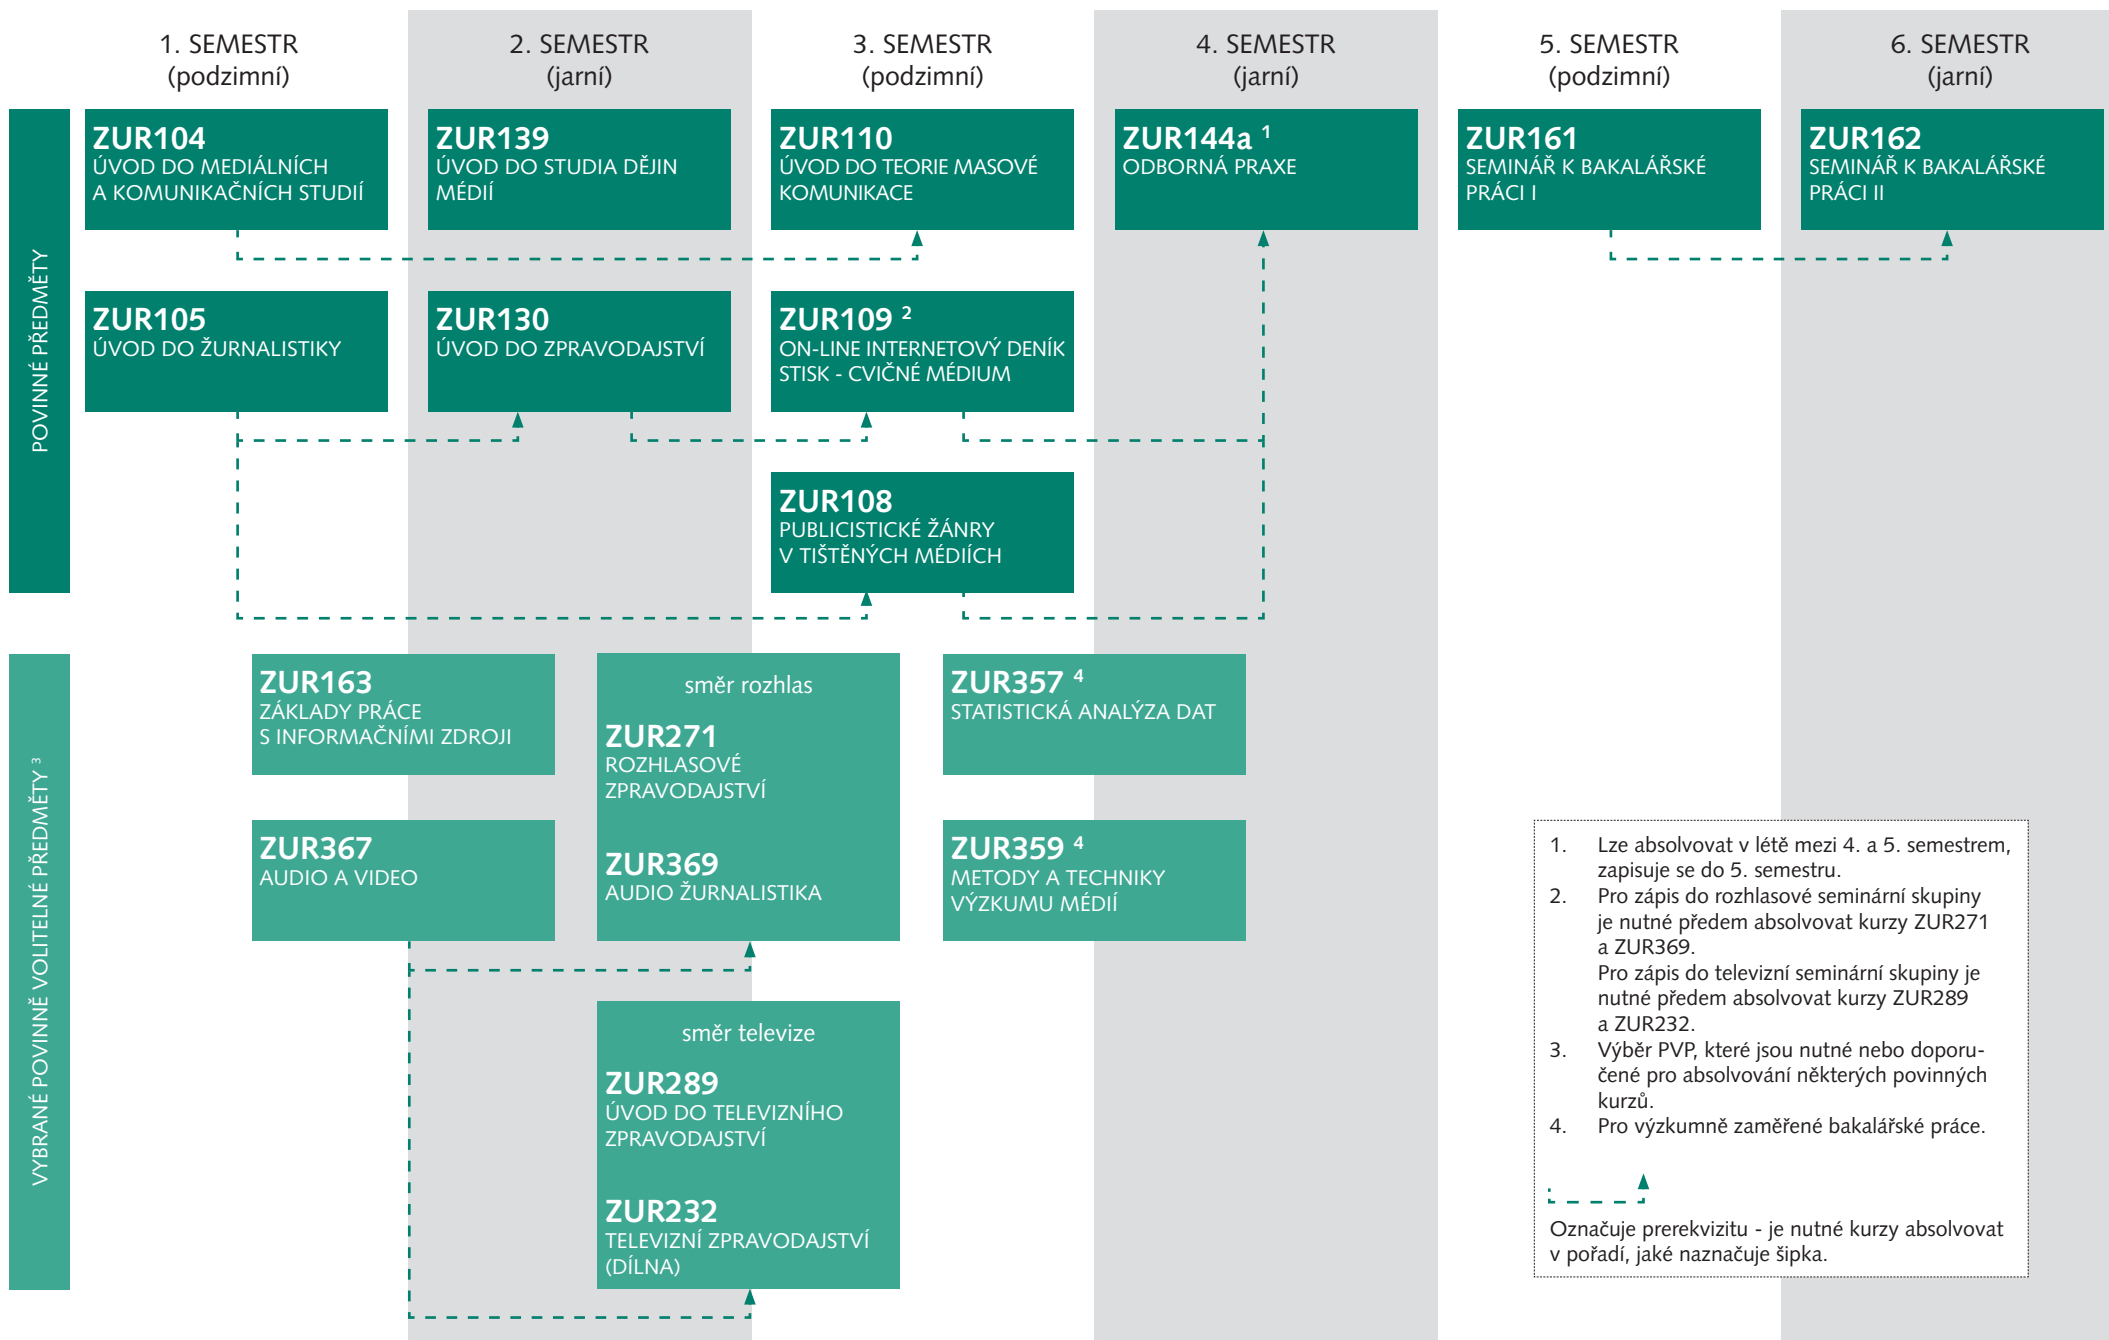 1. SEMESTR
(podzimní)
2. SEMESTR
(jarní)
3. SEMESTR
(podzimní)
4. SEMESTR
(jarní)
5. SEMESTR
(podzimní)
6. SEMESTR
(jarní)
POVINNÉ PŘEDMĚTY
ZUR104
ÚVOD DO MEDIÁLNÍCH
A KOMUNIKAČNÍCH STUDIÍ
ZUR139
ÚVOD DO STUDIA DĚJIN
MÉDIÍ
ZUR110
ÚVOD DO TEORIE MASOVÉ
KOMUNIKACE
ZUR144a 1
ODBORNÁ PRAXE
ZUR161
SEMINÁŘ K BAKALÁŘSKÉ
PRÁCI I
ZUR162
SEMINÁŘ K BAKALÁŘSKÉ
PRÁCI II
ZUR105
ÚVOD DO ŽURNALISTIKY
ZUR130
ÚVOD DO ZPRAVODAJSTVÍ
ZUR109 2
ON-LINE INTERNETOVÝ DENÍK
STISK - CVIČNÉ MÉDIUM
ZUR108
PUBLICISTICKÉ ŽÁNRY
V TIŠTĚNÝCH MÉDIÍCH
VYBRANÉ POVINNĚ VOLITELNÉ PŘEDMĚTY 3
ZUR163
ZÁKLADY PRÁCE
S INFORMAČNÍMI ZDROJI
směr rozhlas
ZUR271
ROZHLASOVÉ
ZPRAVODAJSTVÍ
ZUR369
AUDIO ŽURNALISTIKA
ZUR357 4
STATISTICKÁ ANALÝZA DAT
ZUR367
AUDIO A VIDEO
ZUR359 4
METODY A TECHNIKY
VÝZKUMU MÉDIÍ
směr televize
ZUR289
ÚVOD DO TELEVIZNÍHO
ZPRAVODAJSTVÍ
ZUR232
TELEVIZNÍ ZPRAVODAJSTVÍ
(DÍLNA)
1. Lze absolvovat v létě mezi 4. a 5. semestrem,
zapisuje se do 5. semestru.
2. Pro zápis do rozhlasové seminární skupiny
je nutné předem absolvovat kurzy ZUR271
a ZUR369.
Pro zápis do televizní seminární skupiny je
nutné předem absolvovat kurzy ZUR289
a ZUR232.
3. Výběr PVP, které jsou nutné nebo doporu-
čené pro absolvování některých povinných
kurzů.
4. Pro výzkumně zaměřené bakalářské práce.
Označuje prerekvizitu - je nutné kurzy absolvovat
v pořadí, jaké naznačuje šipka.